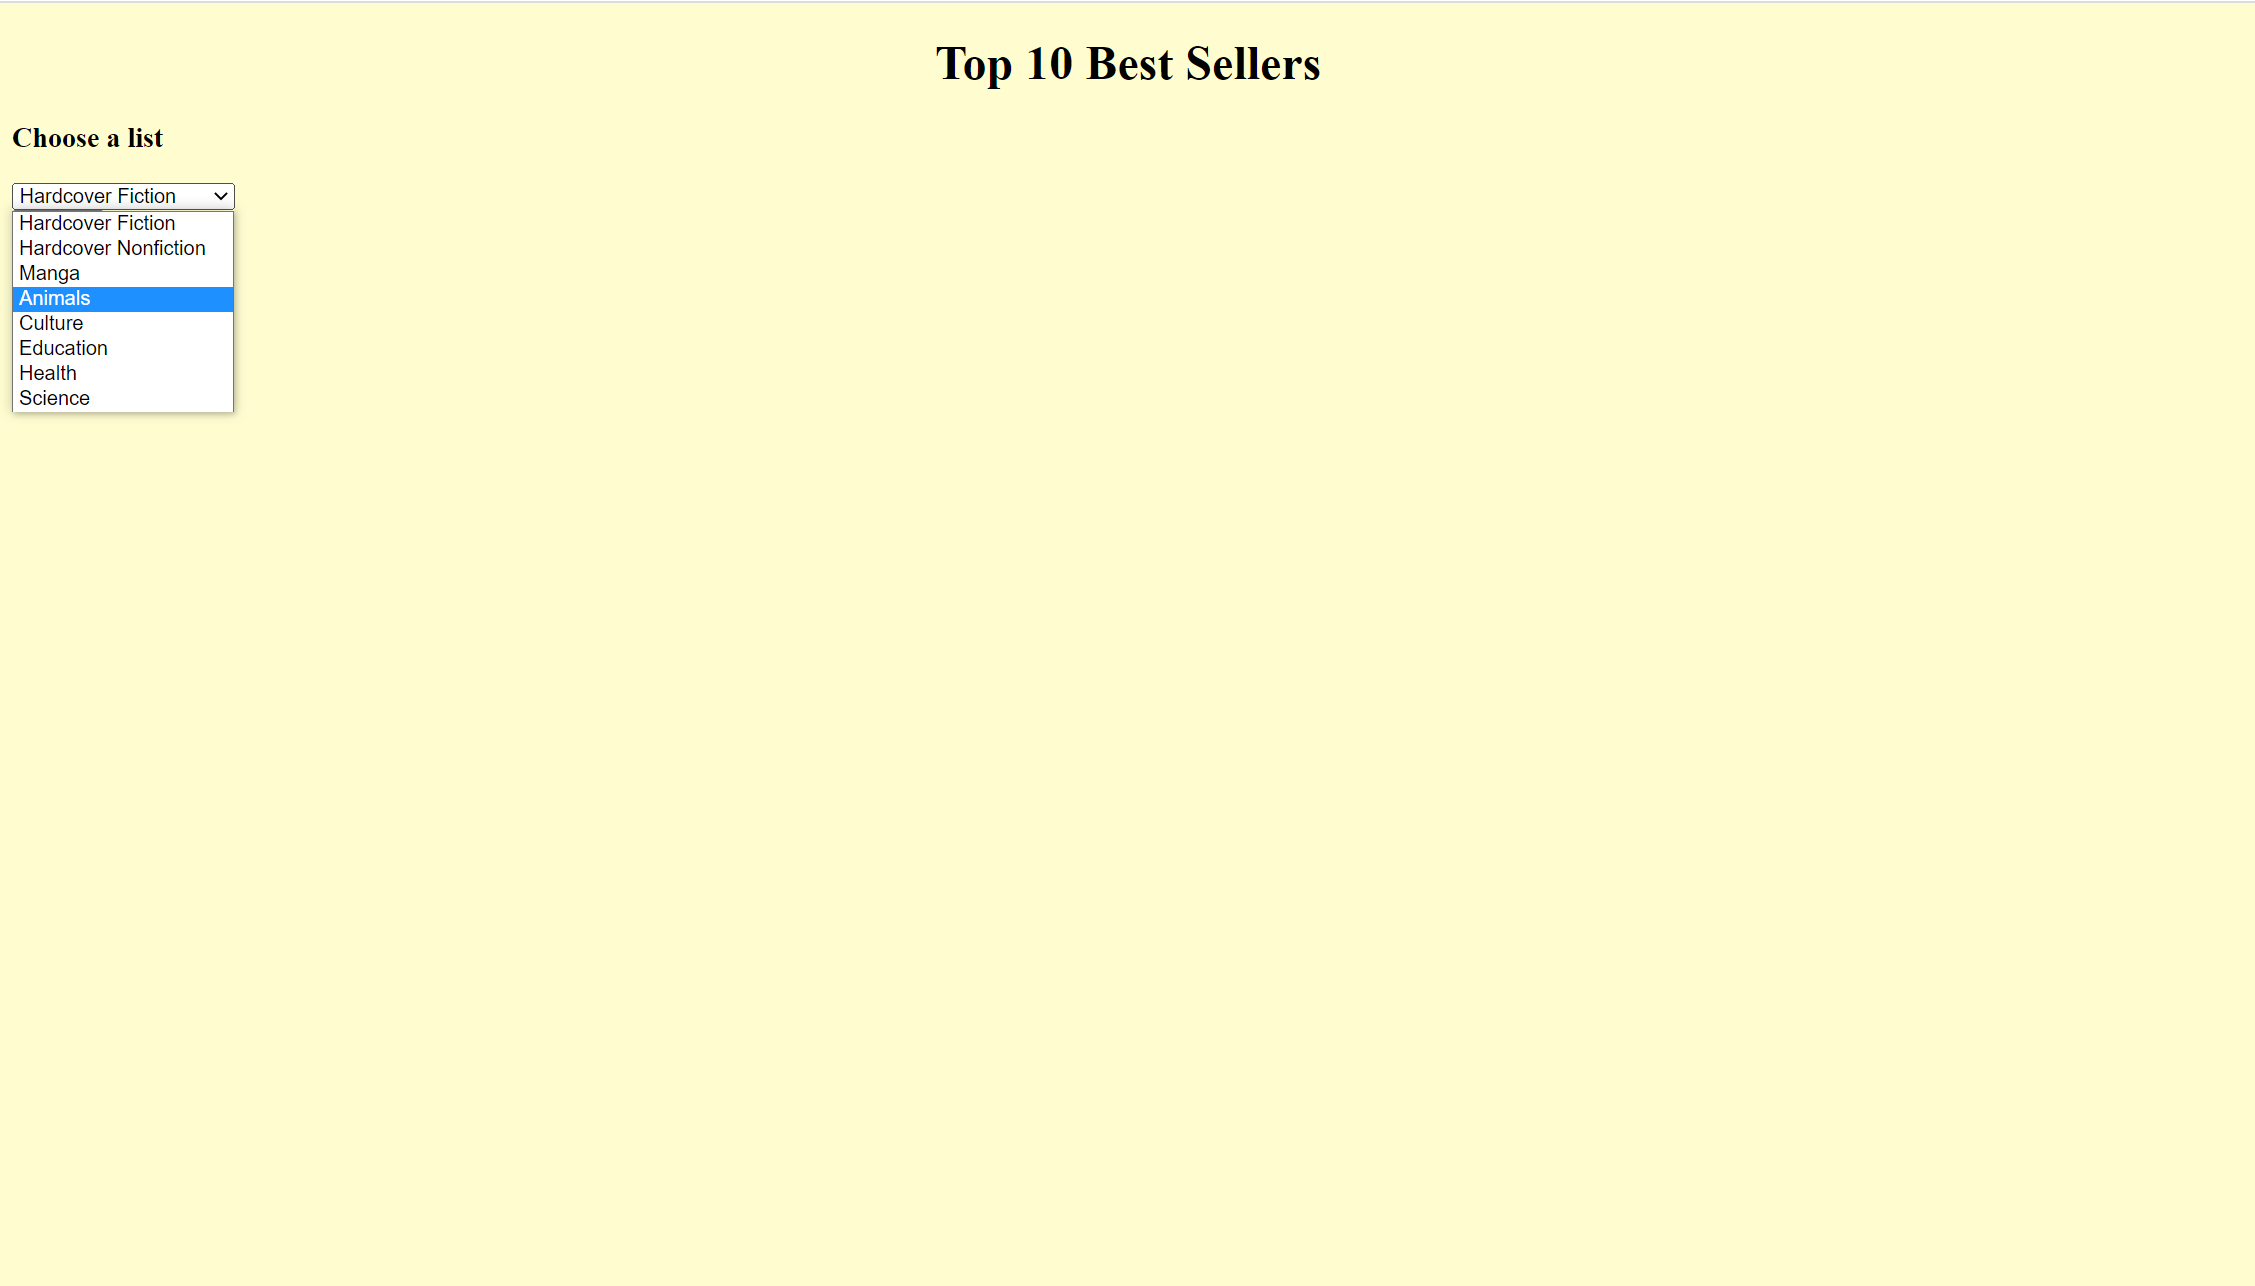 Top 10 Best Sellers
Choose a list
Hardcover Fiction
Hardcover Fiction
Hardcover Nonfiction
Manga
Animals
Culture
Education
Health
Science